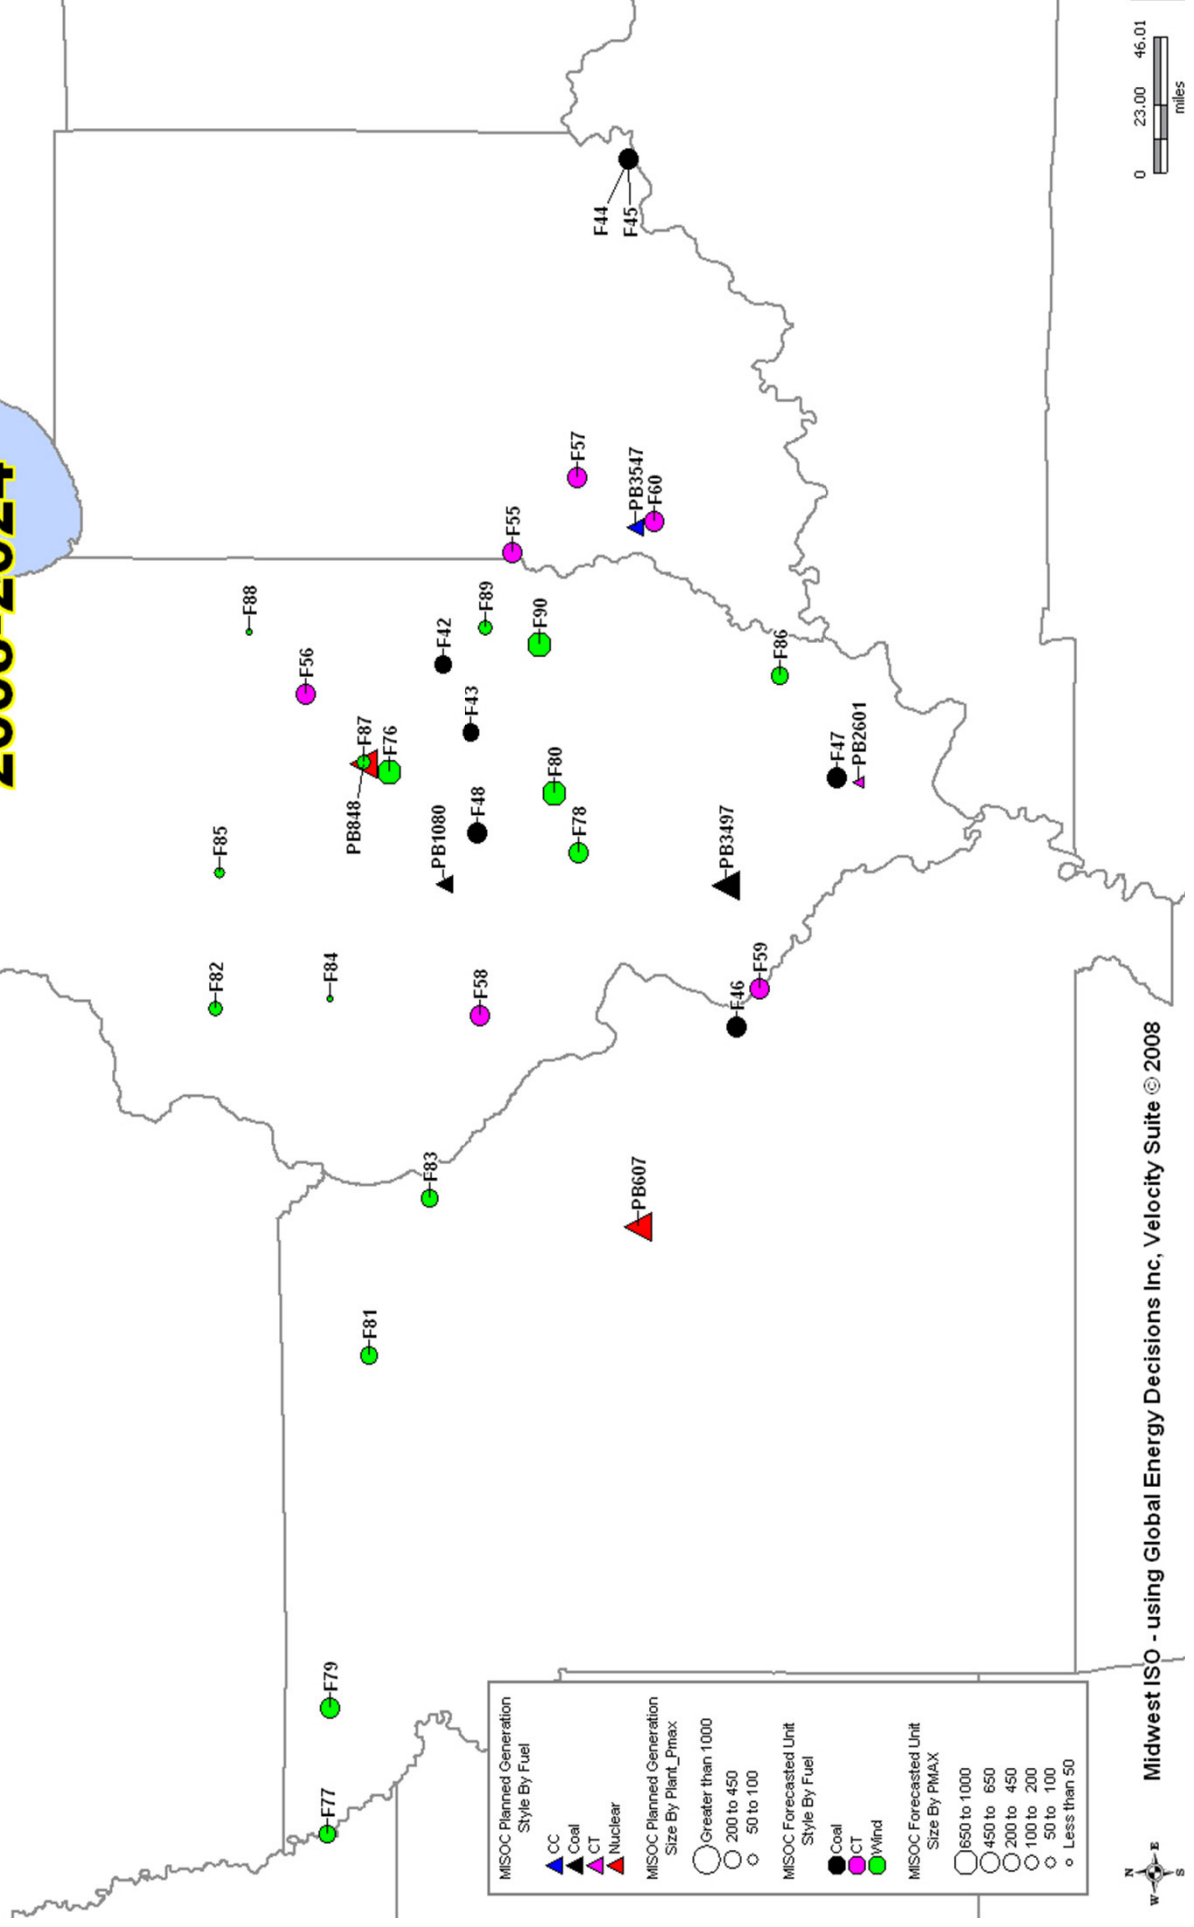 2008-2024
F88
F56
F85
F87
F76
PB848
F82
F84
F42
F89
F43
F90
F48
PB1080
F80
F78
F58
F55
F57
PB3547
F60
F44
F45
F86
F47
PB2601
PB3497
F59
F46
F83
PB607
F81
F79
F77
MISOC Planned Generation
Style By Fuel
CC
Coal
CT
Nuclear
MISOC Planned Generation
Size By Plant_Pmax
Greater than 1000
200 to 450
50 to 100
MISOC Forecasted Unit
Style By Fuel
Coal
CT
Wind
MISOC Forecasted Unit
Size By PMAX
650 to 1000
450 to 650
200 to 450
100 to 200
50 to 100
Less than 50
N
W
E
S
Midwest ISO - using Global Energy Decisions Inc, Velocity Suite © 2008
0 23.00 46.01
miles